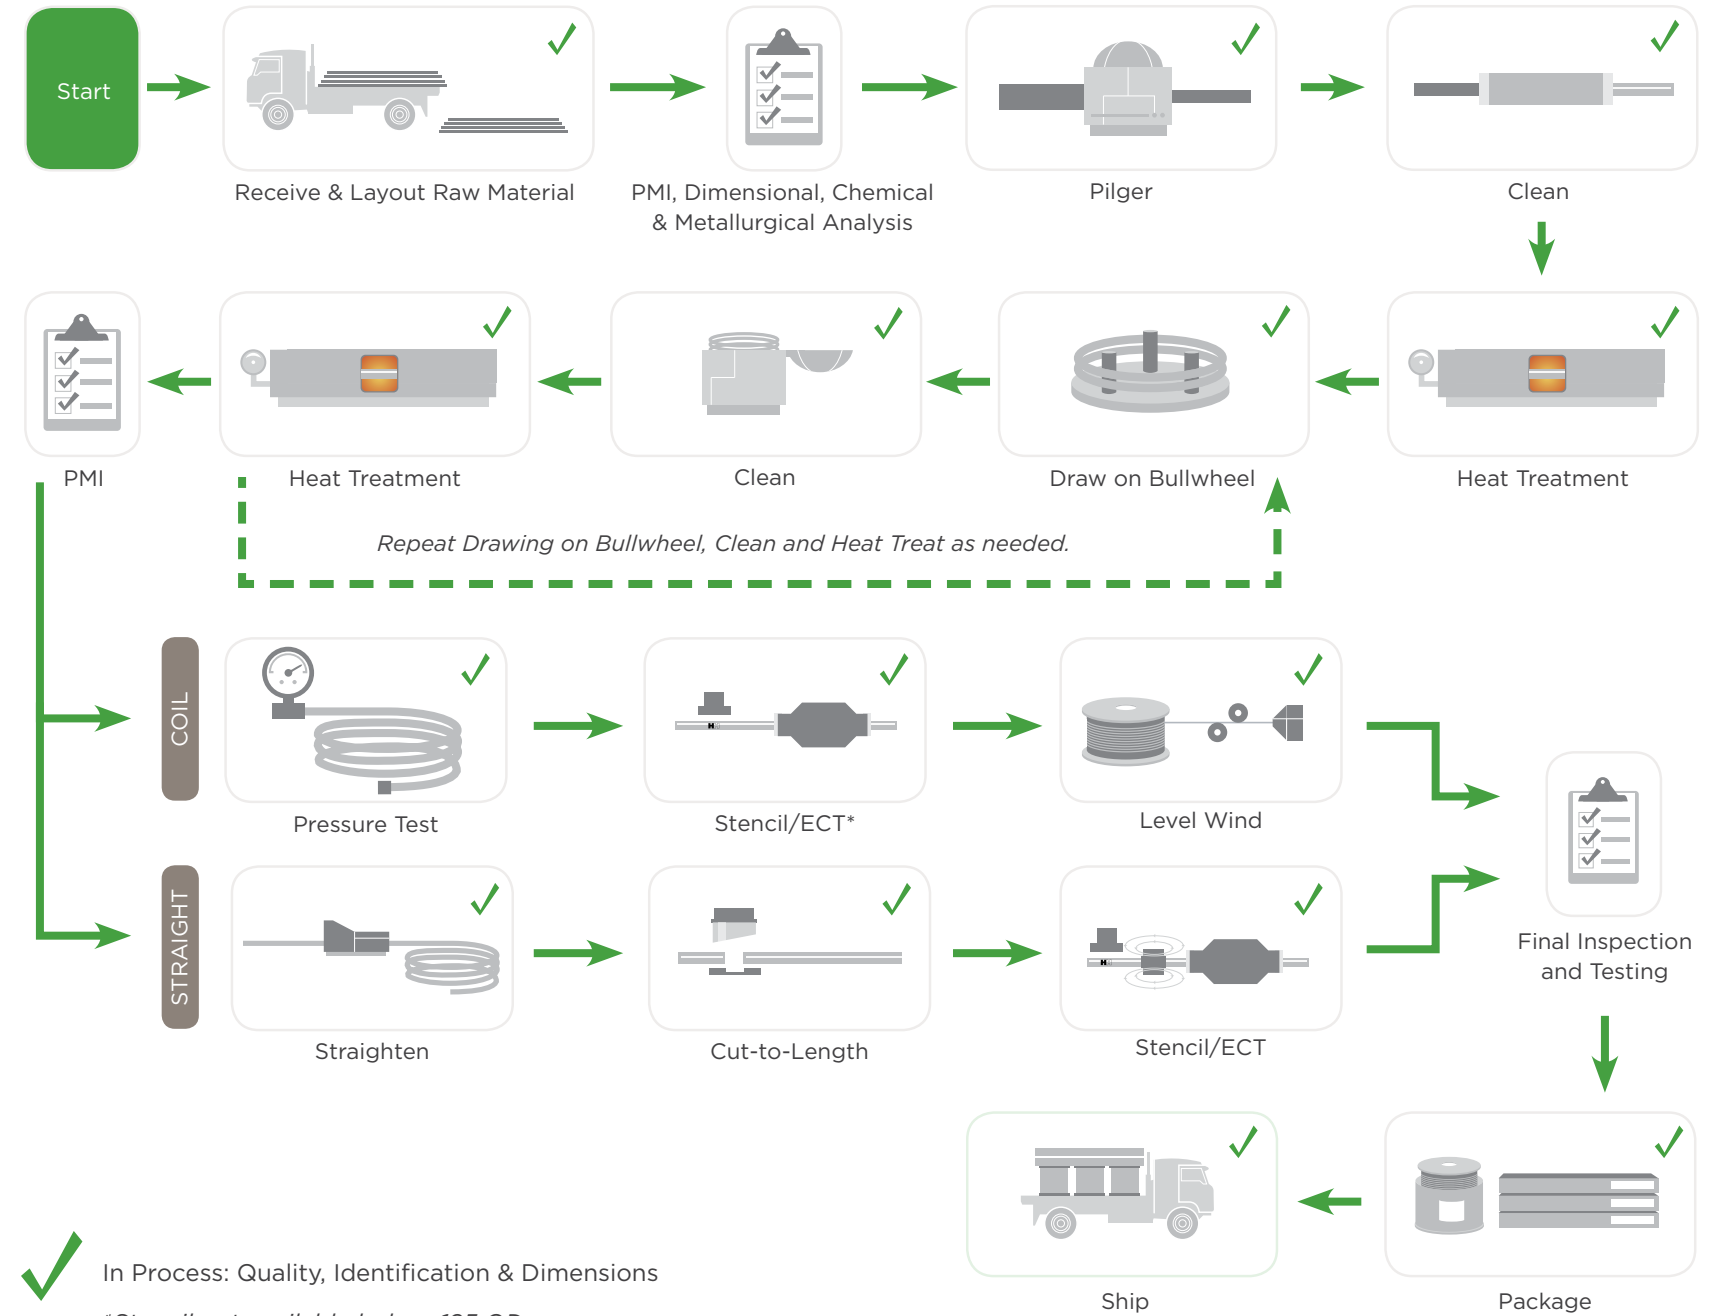 Start
Receive & Layout Raw Material
PMI, Dimensional, Chemical
& Metallurgical Analysis
Pilger
Clean
PMI
Heat Treatment
Clean
Draw on Bullwheel
Heat Treatment
Repeat Drawing on Bullwheel, Clean and Heat Treat as needed.
COIL
Pressure Test
Stencil/ECT*
Level Wind
STRAIGHT
Straighten
Cut-to-Length
Stencil/ECT
Final Inspection
and Testing
Ship
Package
In Process: Quality, Identification & Dimensions